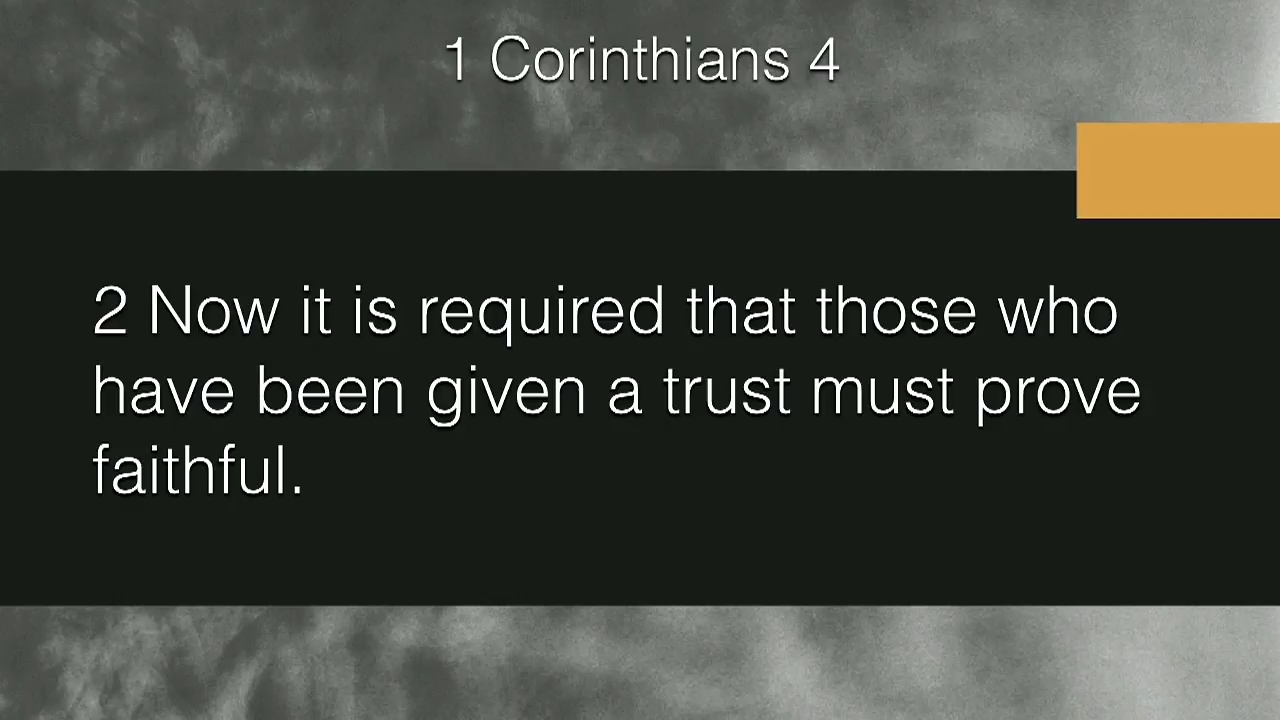 1 Corinthians 4
2 Now it is required that those who
have been given a trust must prove
faithful.